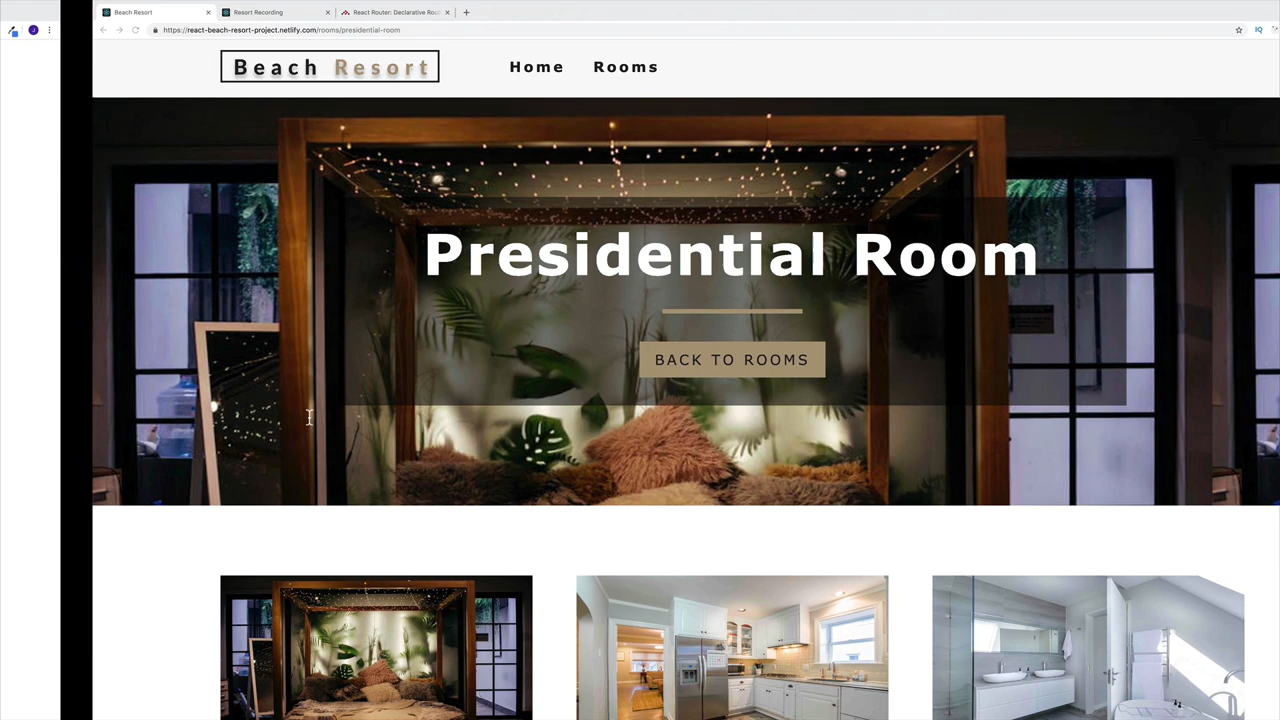 Beach Resort
Resort Recording
React Router: Declarative Rou
https://react-beach-resort-project.netlify.com/rooms/presidential-room
J
IQ
Beach Resort
Home
Rooms
Presidential Room
BACK TO ROOMS